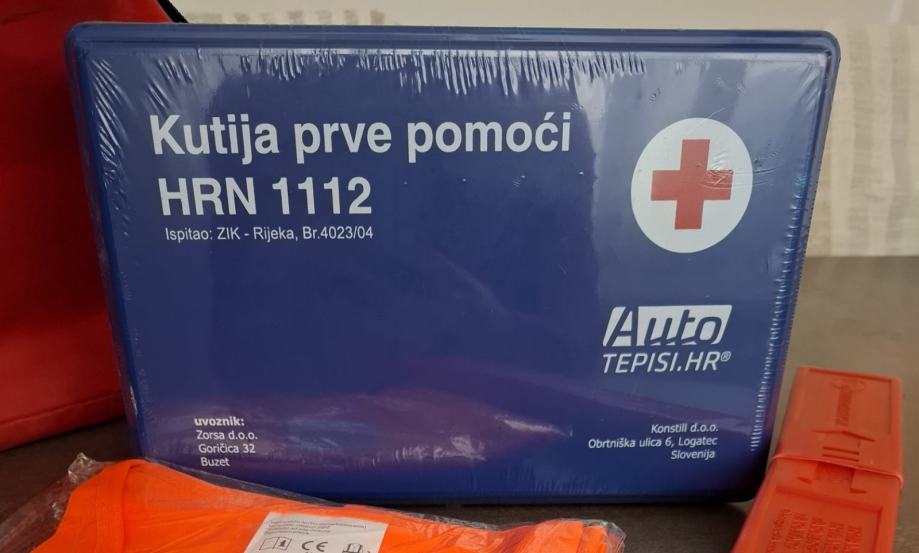 Kutija prve pomoći
HRN 1112
Ispitao: ZIK - Rijeka, Br.4023/04
Auto
TEPISI.HR®
uvoznik:
Zorsa d.o.o.
Goričica 32
Buzet
Konstill d.o.o.
Obrtniška ulica 6, Logatec
Slovenija
CE